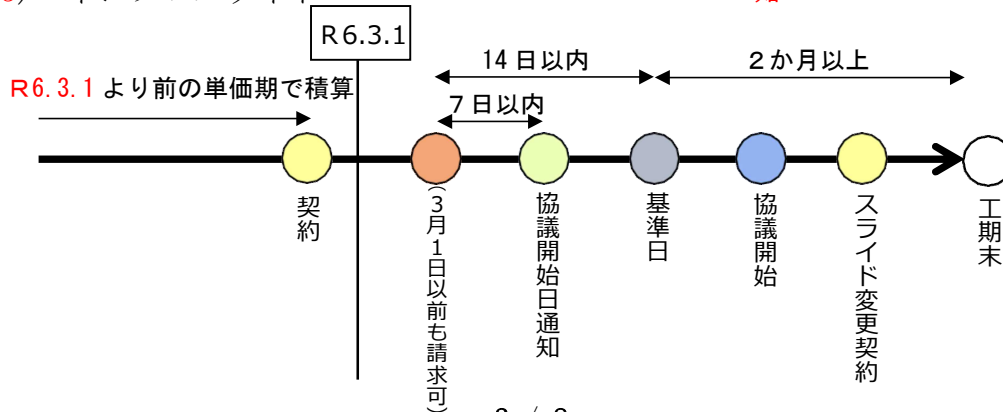 R6.3.1
14日以内
2か月以上
R6.3.1より前の単価期で積算
7日以内
契約
(3月1日以前も請求可)
協議開始日通知
基準日
協議開始
スライド変更契約
工期末